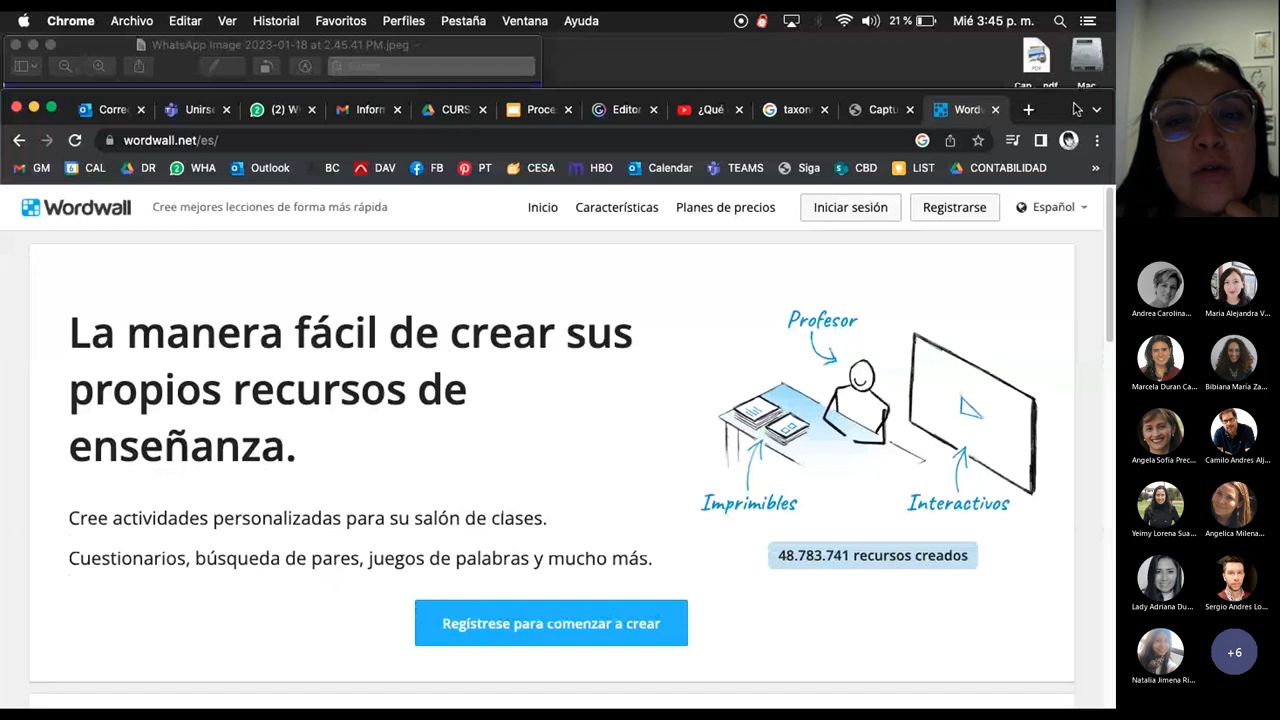 Chrome Archivo Editar Ver Historial Favoritos Perfiles Pestaña Ventana Ayuda 21 % Mié 3:45 p. m.
WhatsApp Image 2023-01-18 at 2.45.41 PM.jpeg
Corre Unirse (2) W Inform CURS Proce Editor ¿Qué taxon Captu Wordw
wordwall.net/es/
GM CAL DR WHA Outlook BC DAV FB PT CESA HBO Calendar TEAMS Siga CBD LIST CONTABILIDAD »
Wordwall Cree mejores lecciones de forma más rápida Inicio Características Planes de precios Iniciar sesión Registrarse Español
La manera fácil de crear sus
propios recursos de
enseñanza.
Cree actividades personalizadas para su salón de clases.
Cuestionarios, búsqueda de pares, juegos de palabras y mucho más.
Regístrese para comenzar a crear
Profesor
Imprimibles Interactivos
48.783.741 recursos creados
Andrea Carolina... Maria Alejandra V...
Marcela Duran Ca... Bibiana María Za...
Angela Sofia Prec... Camilo Andres Alj...
Yeimy Lorena Sua... Angelica Milena...
Lady Adriana Du... Sergio Andres Lo...
Natalia Jimena Ri... +6